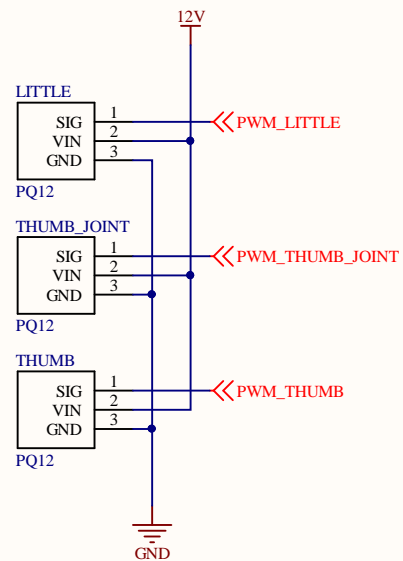 12V
LITTLE
SIG 1
VIN 2
GND 3
PWM_LITTLE
PQ12
THUMB_JOINT
SIG 1
VIN 2
GND 3
PWM_THUMB_JOINT
PQ12
THUMB
SIG 1
VIN 2
GND 3
PWM_THUMB
PQ12
GND